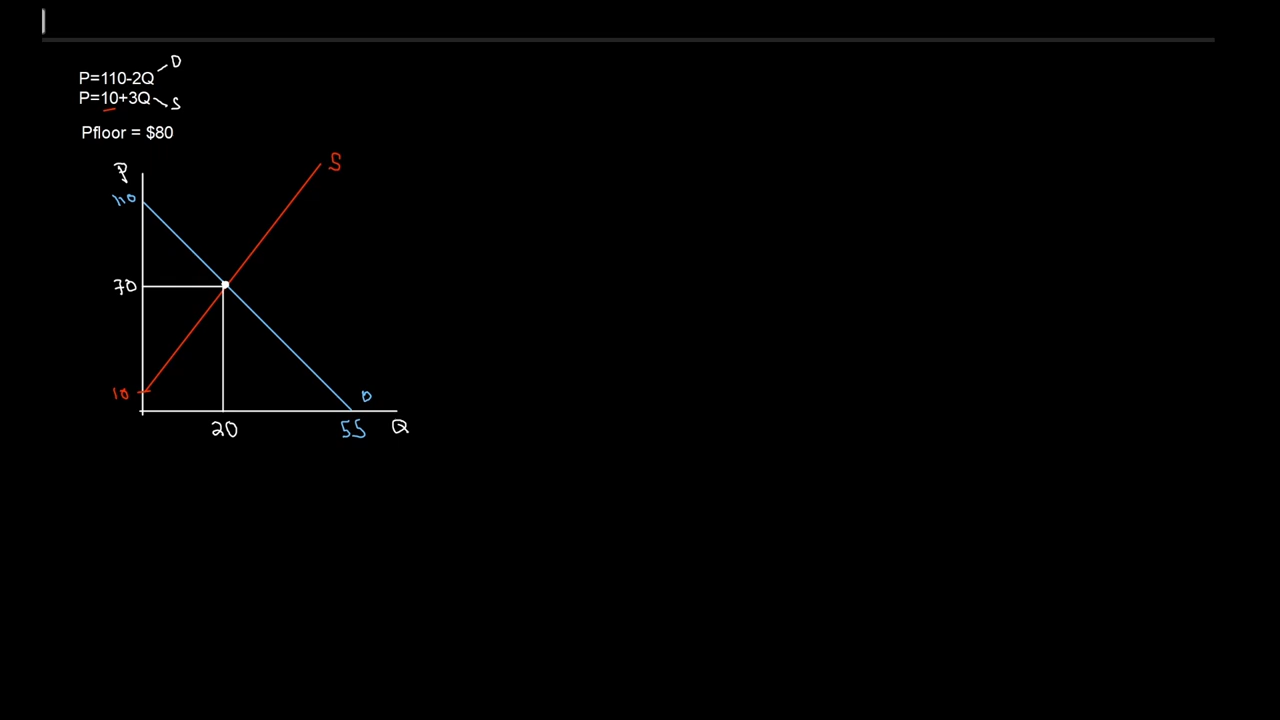 D
P=110-2Q
P=10+3Q
S
Pfloor = $80
P
S
110
70
10
D
20
55
Q